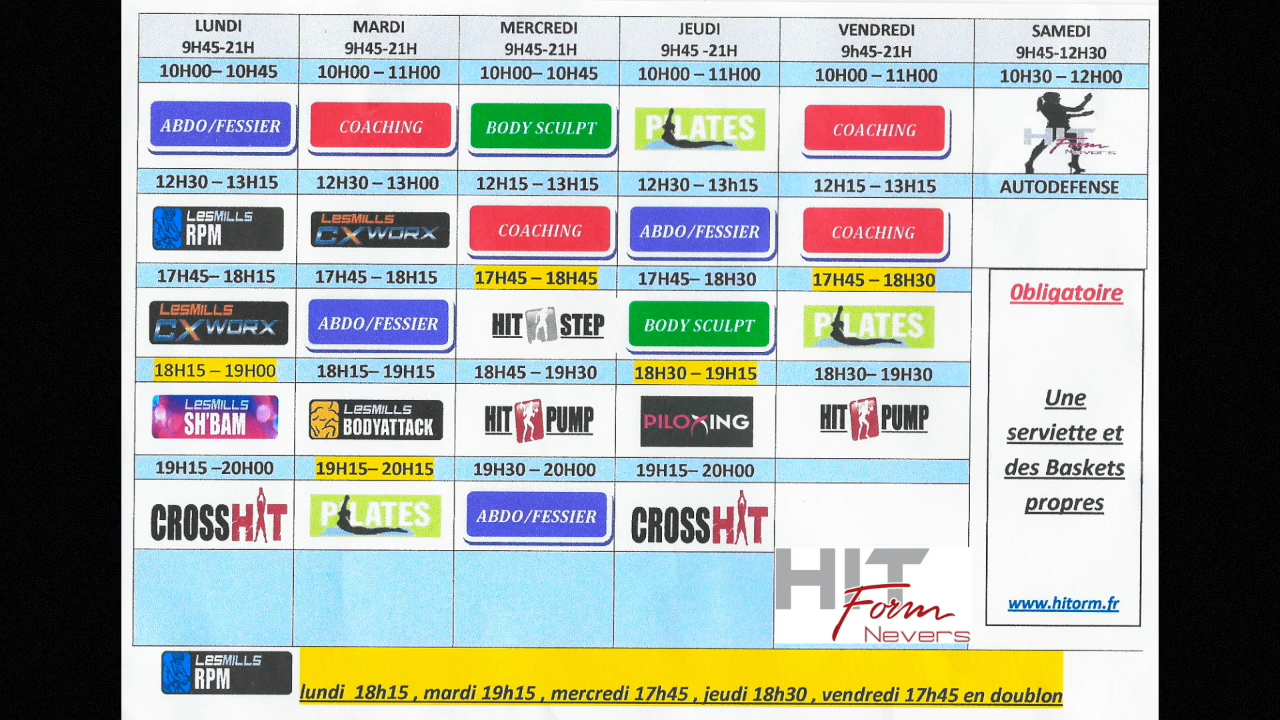 LUNDI MARDI MERCREDI JEUDI VENDREDI SAMEDI
9H45-21H 9H45-21H 9H45-21H 9H45 -21H 9h45-21H 9H45-12H30
10H00– 10H45 10H00 – 11H00 10H00– 10H45 10H00 – 11H00 10H00 – 11H00 10H30 – 12H00
ABDO/FESSIER COACHING BODY SCULPT PILATES COACHING HIT Form Nevers
12H30 – 13H15 12H30 – 13H00 12H15 – 13H15 12H30 – 13h15 12H15 – 13H15 AUTODEFENSE
LESMILLS RPM LESMILLS CXWORX COACHING ABDO/FESSIER COACHING
17H45– 18H15 17H45 – 18H15 17H45 – 18H45 17H45– 18H30 17H45 – 18H30
LESMILLS CXWORX ABDO/FESSIER HIT STEP BODY SCULPT PILATES
18H15 – 19H00 18H15– 19H15 18H45 – 19H30 18H30 – 19H15 18H30– 19H30
LESMILLS SH'BAM LESMILLS BODYATTACK HIT PUMP PILOXING HIT PUMP
19H15 –20H00 19H15– 20H15 19H30 – 20H00 19H15– 20H00
CROSSHIT PILATES ABDO/FESSIER CROSSHIT
0bligatoire
Une
serviette et
des Baskets
propres
www.hitorm.fr
HIT
Form
Nevers
LESMILLS
RPM
lundi 18h15 , mardi 19h15 , mercredi 17h45 , jeudi 18h30 , vendredi 17h45 en doublon